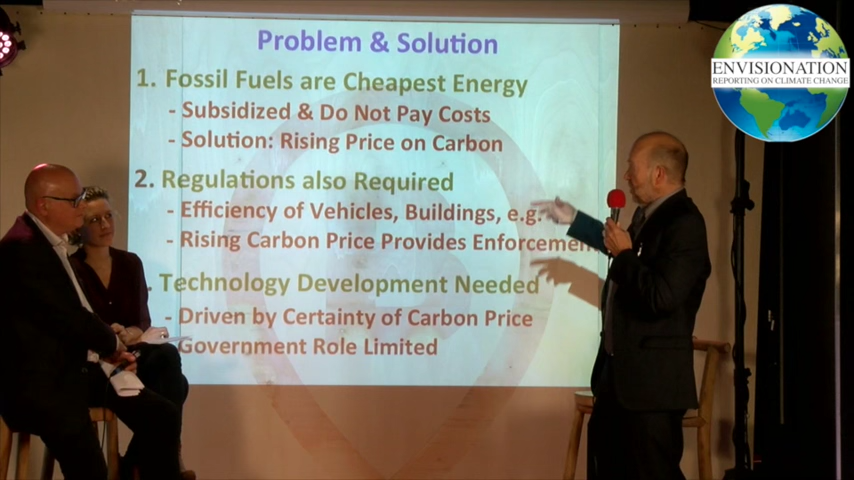 Problem & Solution
1. Fossil Fuels are Cheapest Energy
- Subsidized & Do Not Pay Costs
- Solution: Rising Price on Carbon
2. Regulations also Required
- Efficiency of Vehicles, Buildings, e.g.
- Rising Carbon Price Provides Enforcemen
. Technology Development Needed
- Driven by Certainty of Carbon Price
Government Role Limited
ENVISIONATION
REPORTING ON CLIMATE CHANGE